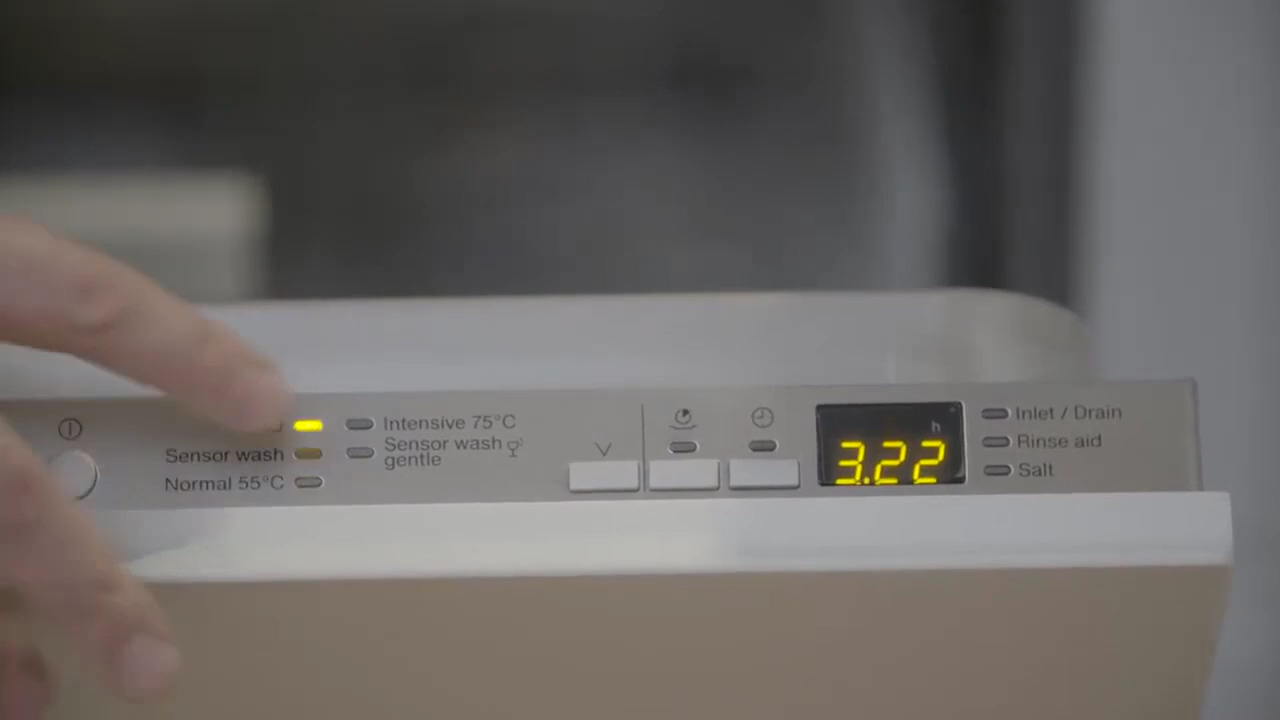 Intensive 75°C
Sensor wash
Sensor wash
gentle
Normal 55°C
h
3.22
Inlet / Drain
Rinse aid
Salt